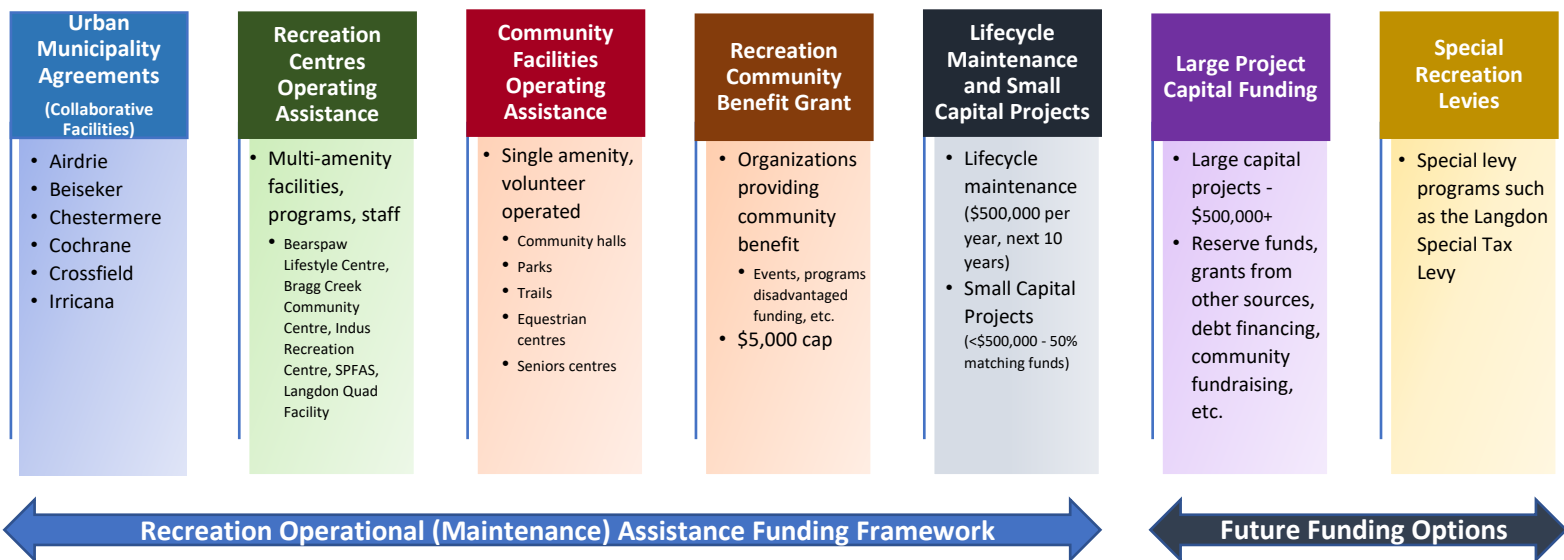 Urban
Municipality
Agreements
(Collaborative
Facilities)
• Airdrie
• Beiseker
• Chestermere
• Cochrane
• Crossfield
• Irricana
Recreation
Centres
Operating
Assistance
• Multi-amenity
facilities,
programs, staff
• Bearspaw
Lifestyle Centre,
Bragg Creek
Community
Centre, Indus
Recreation
Centre, SPFAS,
Langdon Quad
Facility
Community
Facilities
Operating
Assistance
• Single amenity,
volunteer
operated
• Community halls
• Parks
• Trails
• Equestrian
centres
• Seniors centres
Recreation
Community
Benefit Grant
• Organizations
providing
community
benefit
• Events, programs
disadvantaged
funding, etc.
• $5,000 cap
Lifecycle
Maintenance
and Small
Capital Projects
• Lifecycle
maintenance
($500,000 per
year, next 10
years)
• Small Capital
Projects
(<$500,000 - 50%
matching funds)
Large Project
Capital Funding
• Large capital
projects -
$500,000+
• Reserve funds,
grants from
other sources,
debt financing,
community
fundraising,
etc.
Special
Recreation
Levies
• Special levy
programs such
as the Langdon
Special Tax
Levy
Recreation Operational (Maintenance) Assistance Funding Framework
Future Funding Options